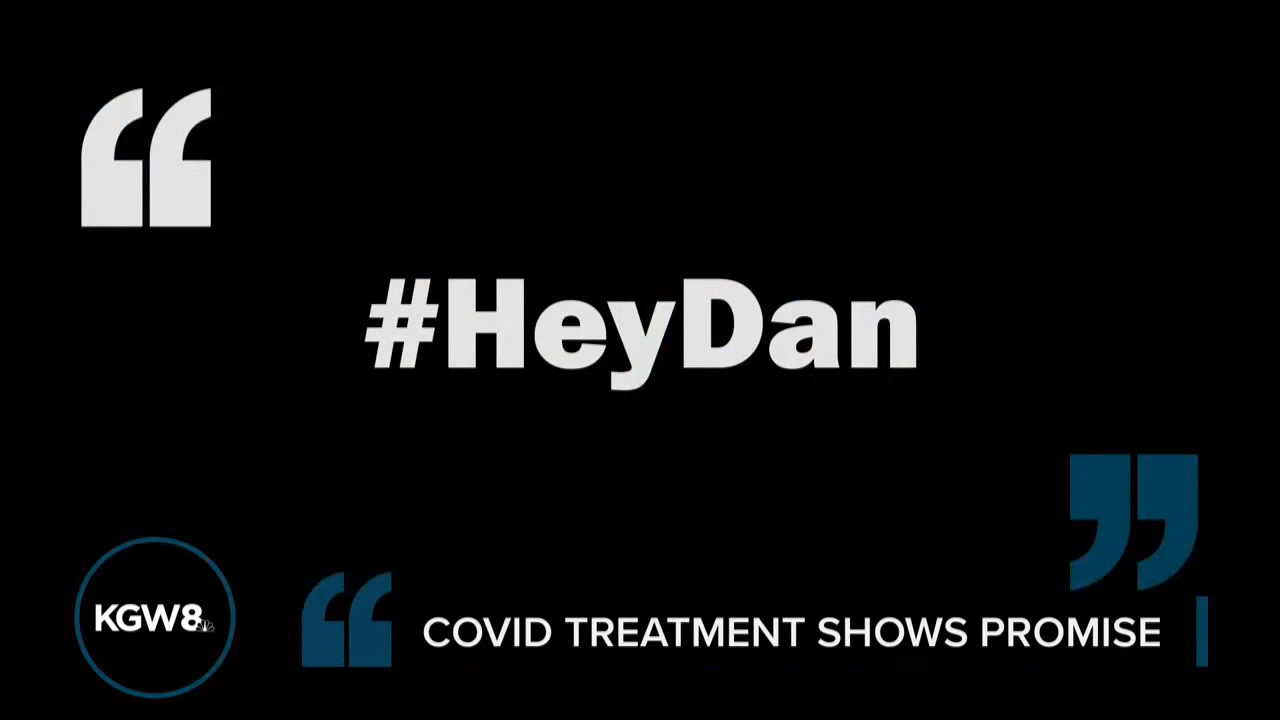 “
#HeyDan
”
KGW8
“ COVID TREATMENT SHOWS PROMISE